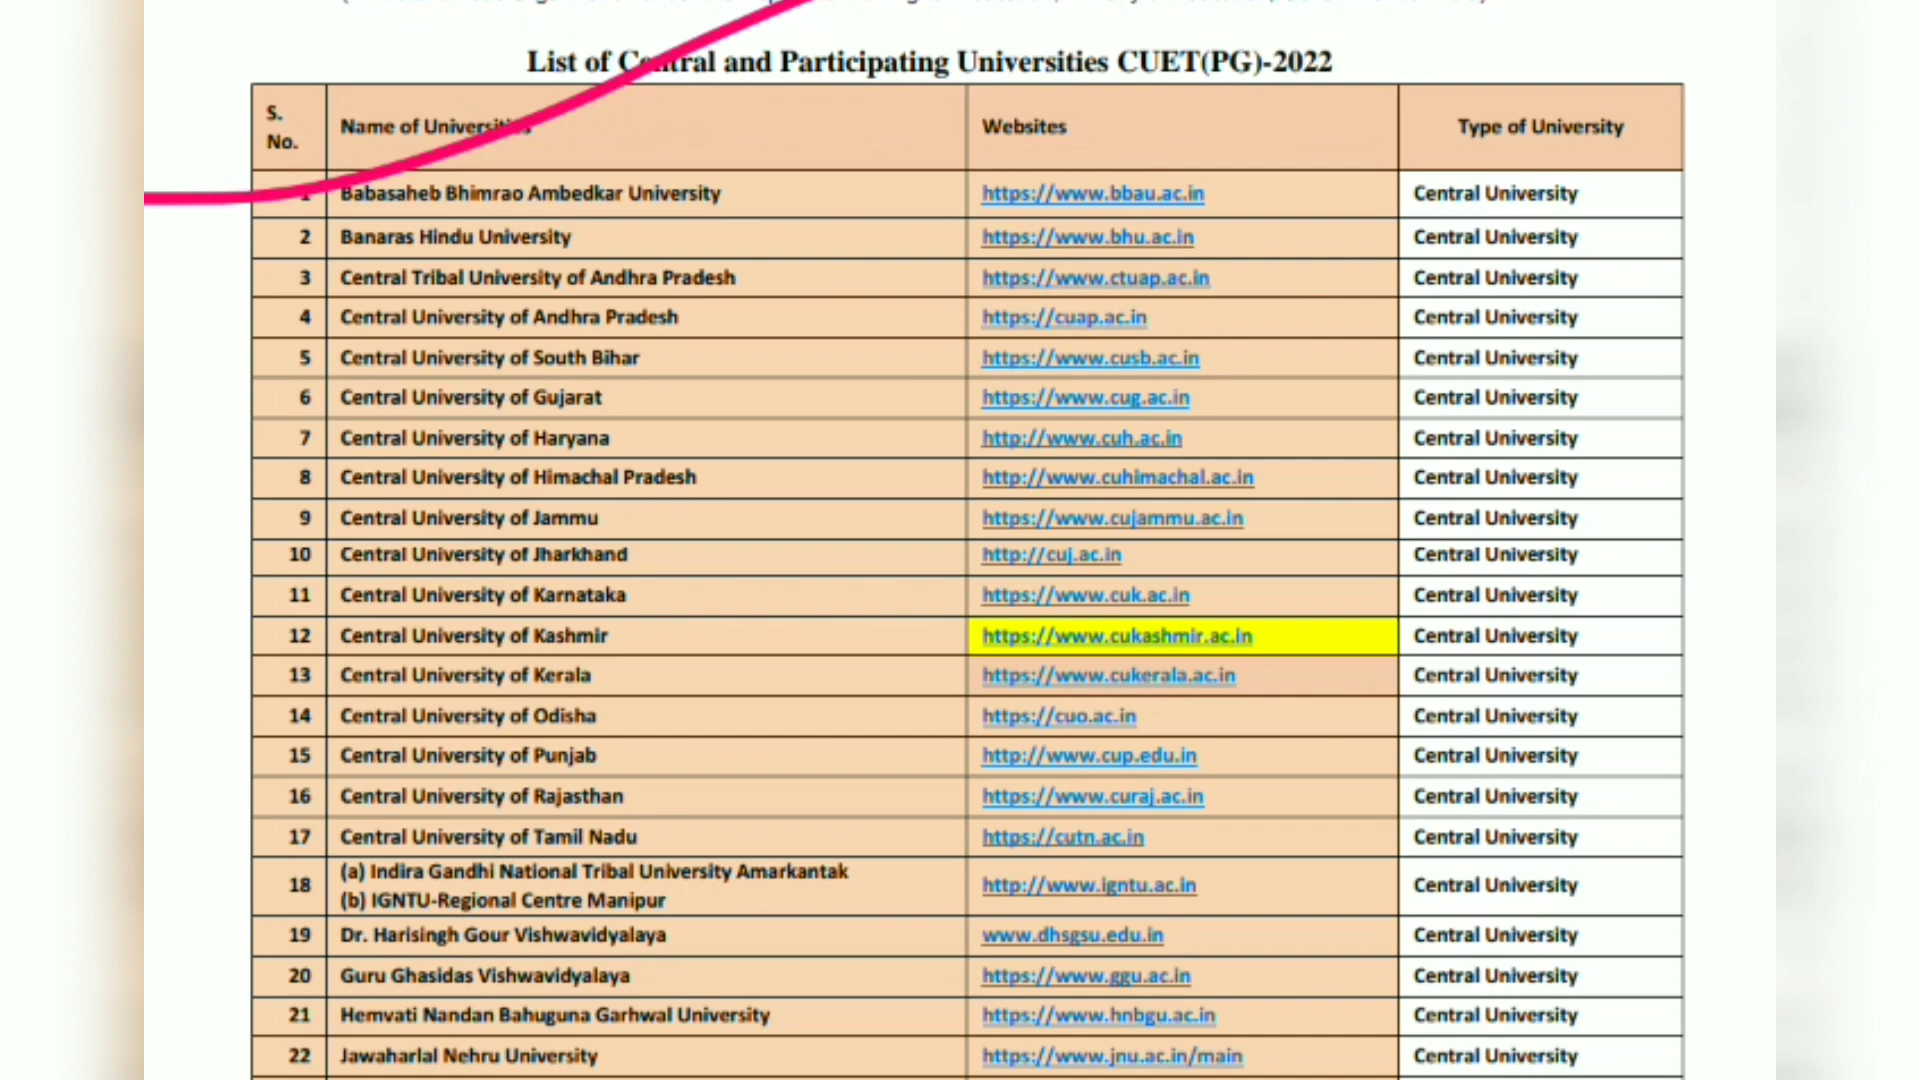 List of Central and Participating Universities CUET(PG)-2022
S. No. Name of Universities Websites Type of University
1 Babasaheb Bhimrao Ambedkar University https://www.bbau.ac.in Central University
2 Banaras Hindu University https://www.bhu.ac.in Central University
3 Central Tribal University of Andhra Pradesh https://www.ctuap.ac.in Central University
4 Central University of Andhra Pradesh https://cuap.ac.in Central University
5 Central University of South Bihar https://www.cusb.ac.in Central University
6 Central University of Gujarat https://www.cug.ac.in Central University
7 Central University of Haryana http://www.cuh.ac.in Central University
8 Central University of Himachal Pradesh http://www.cuhimachal.ac.in Central University
9 Central University of Jammu https://www.cujammu.ac.in Central University
10 Central University of Jharkhand http://cuj.ac.in Central University
11 Central University of Karnataka https://www.cuk.ac.in Central University
12 Central University of Kashmir https://www.cukashmir.ac.in Central University
13 Central University of Kerala https://www.cukerala.ac.in Central University
14 Central University of Odisha https://cuo.ac.in Central University
15 Central University of Punjab http://www.cup.edu.in Central University
16 Central University of Rajasthan https://www.curaj.ac.in Central University
17 Central University of Tamil Nadu https://cutn.ac.in Central University
18 (a) Indira Gandhi National Tribal University Amarkantak
(b) IGNTU-Regional Centre Manipur http://www.igntu.ac.in Central University
19 Dr. Harisingh Gour Vishwavidyalaya www.dhsgsu.edu.in Central University
20 Guru Ghasidas Vishwavidyalaya https://www.ggu.ac.in Central University
21 Hemvati Nandan Bahuguna Garhwal University https://www.hnbgu.ac.in Central University
22 Jawaharlal Nehru University https://www.jnu.ac.in/main Central University